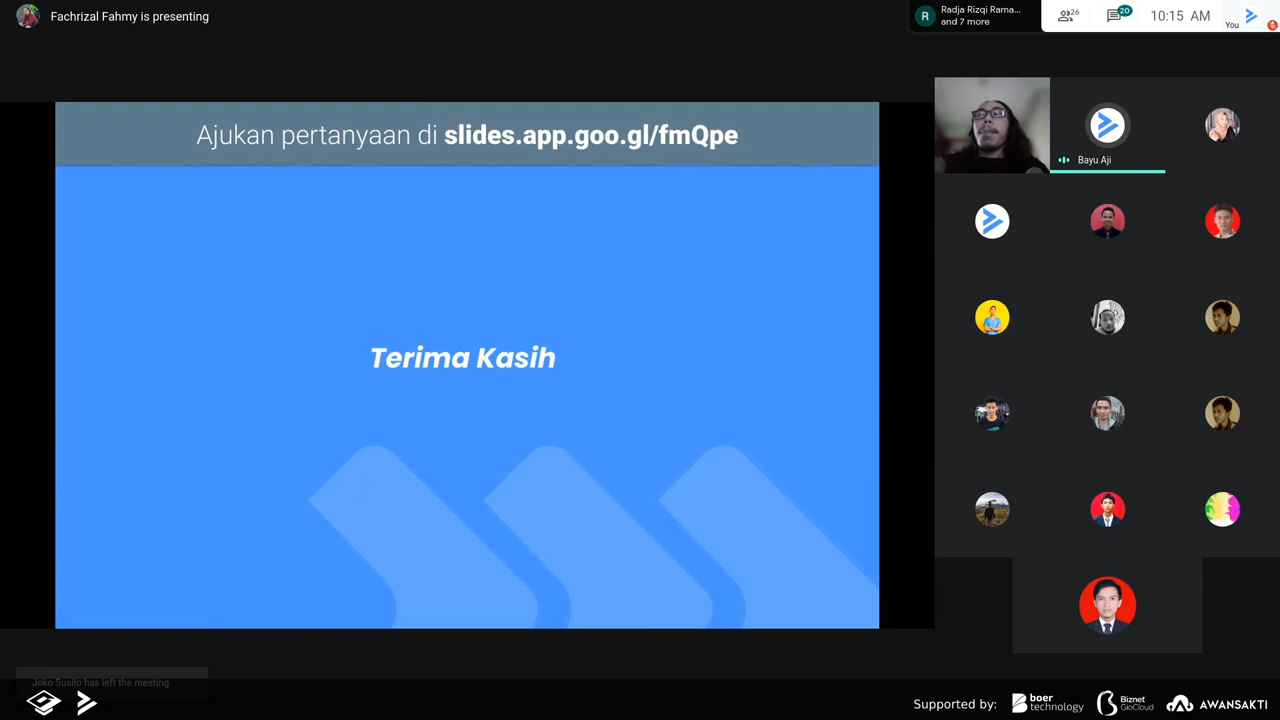 Fachrizal Fahmy is presenting
Radja Rizqi Rama...
and 7 more
26
20
10:15 AM
You
Ajukan pertanyaan di slides.app.goo.gl/fmQpe
Bayu Aji
Terima Kasih
Joko Susilo has left the meeting
Supported by:
boer
technology
Biznet
GioCloud
AWANSAKTI